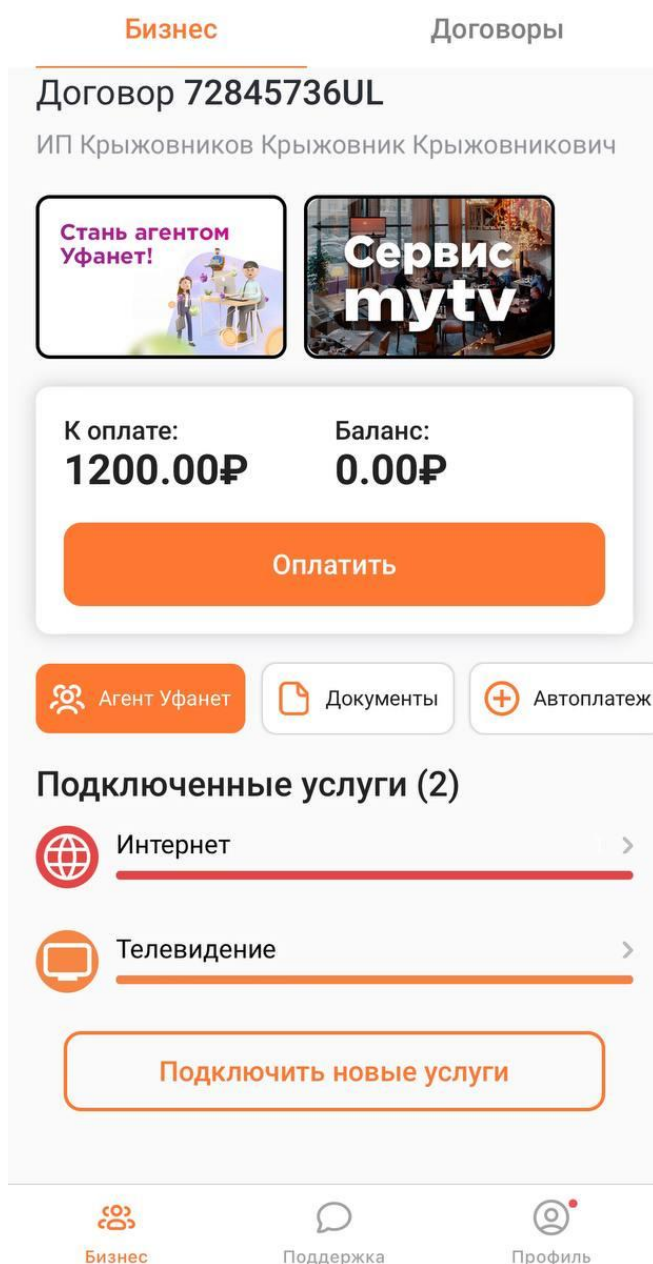 Бизнес
Договоры
Договор 72845736UL
ИП Крыжовников Крыжовник Крыжовникович
Стань агентом
Уфанет!
Сервис
mytv
К оплате:
Баланс:
1200.00₽
0.00₽
Оплатить
Агент Уфанет
Документы
Автоплатеж
Подключенные услуги (2)
Интернет
Телевидение
Подключить новые услуги
Бизнес
Поддержка
Профиль